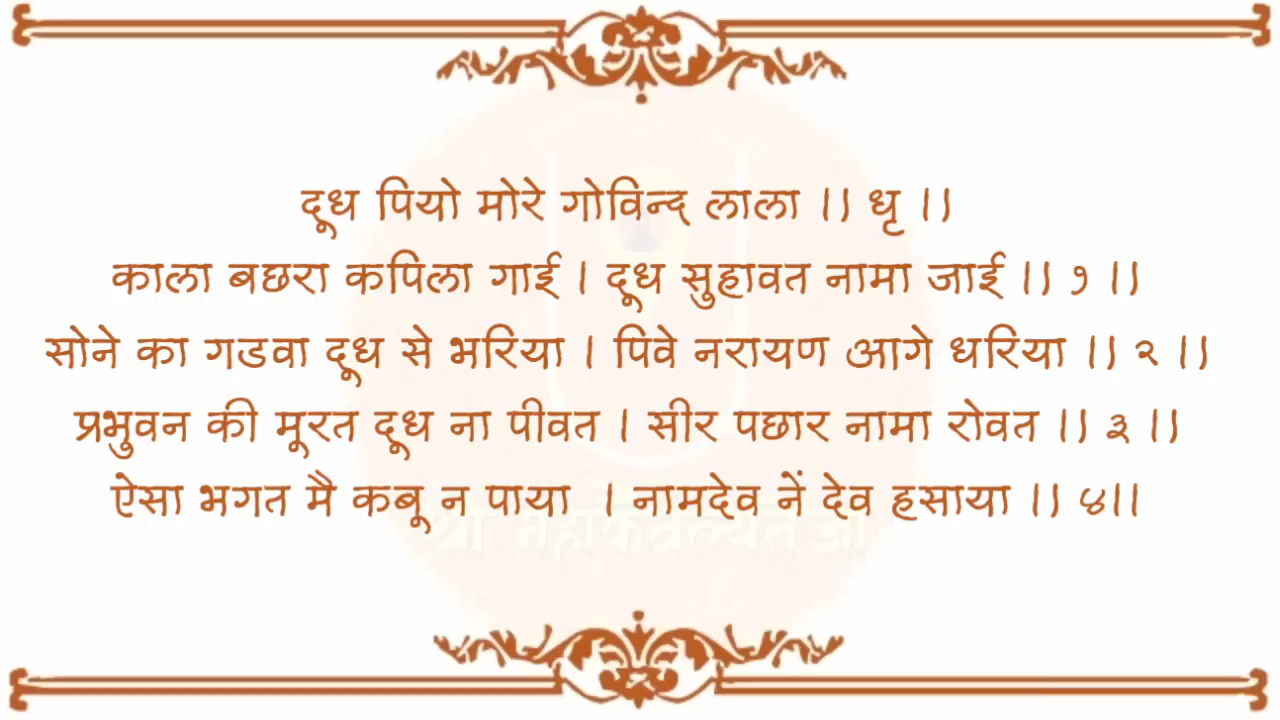 दूध पियो मोरे गोविन्द लाला ।। धृ ।।
काला बछरा कपिला गाई । दूध सुहावत नामा जाई ।। १ ।।
सोने का गडवा दूध से भरिया । पिवे नरायण आगे धरिया ।। २ ।।
प्रभुवन की मूरत दूध ना पीवत । सीर पछार नामा रोवत ।। ३ ।।
ऐसा भगत मै कबू न पाया । नामदेव नें देव हसाया ।। ४।।